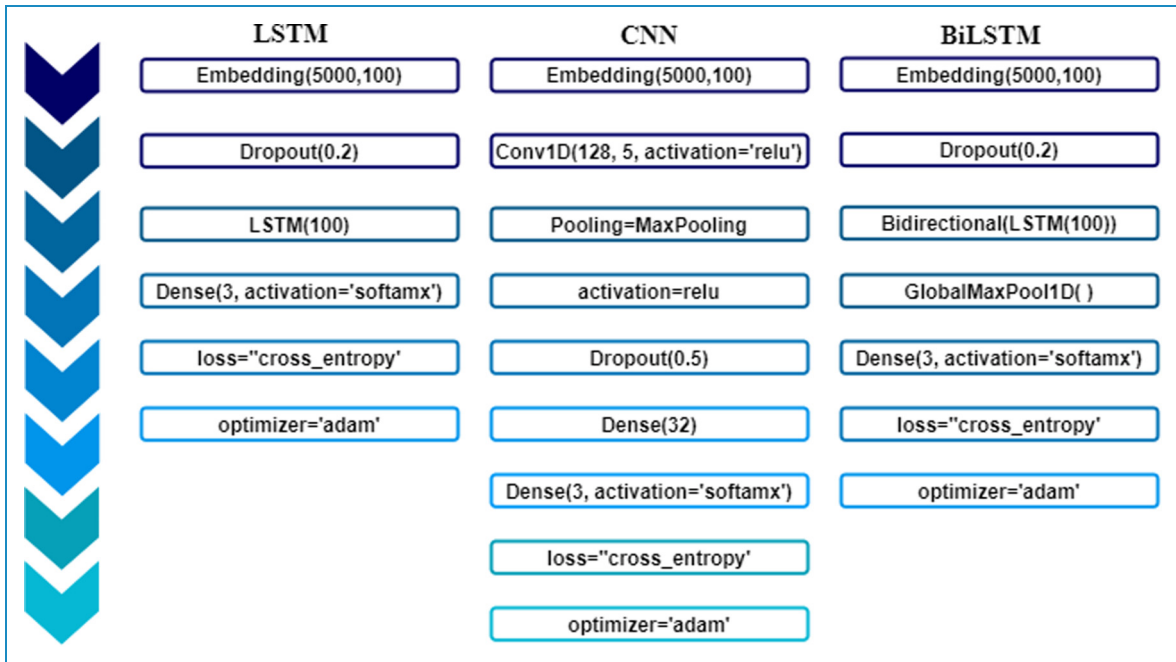 LSTM
Embedding(5000,100)
Dropout(0.2)
LSTM(100)
Dense(3, activation='softamx')
loss="cross_entropy'
optimizer='adam'
CNN
Embedding(5000,100)
Conv1D(128, 5, activation='relu')
Pooling=MaxPooling
activation=relu
Dropout(0.5)
Dense(32)
Dense(3, activation='softamx')
loss="cross_entropy'
optimizer='adam'
BiLSTM
Embedding(5000,100)
Dropout(0.2)
Bidirectional(LSTM(100))
GlobalMaxPool1D( )
Dense(3, activation='softamx')
loss="cross_entropy'
optimizer='adam'